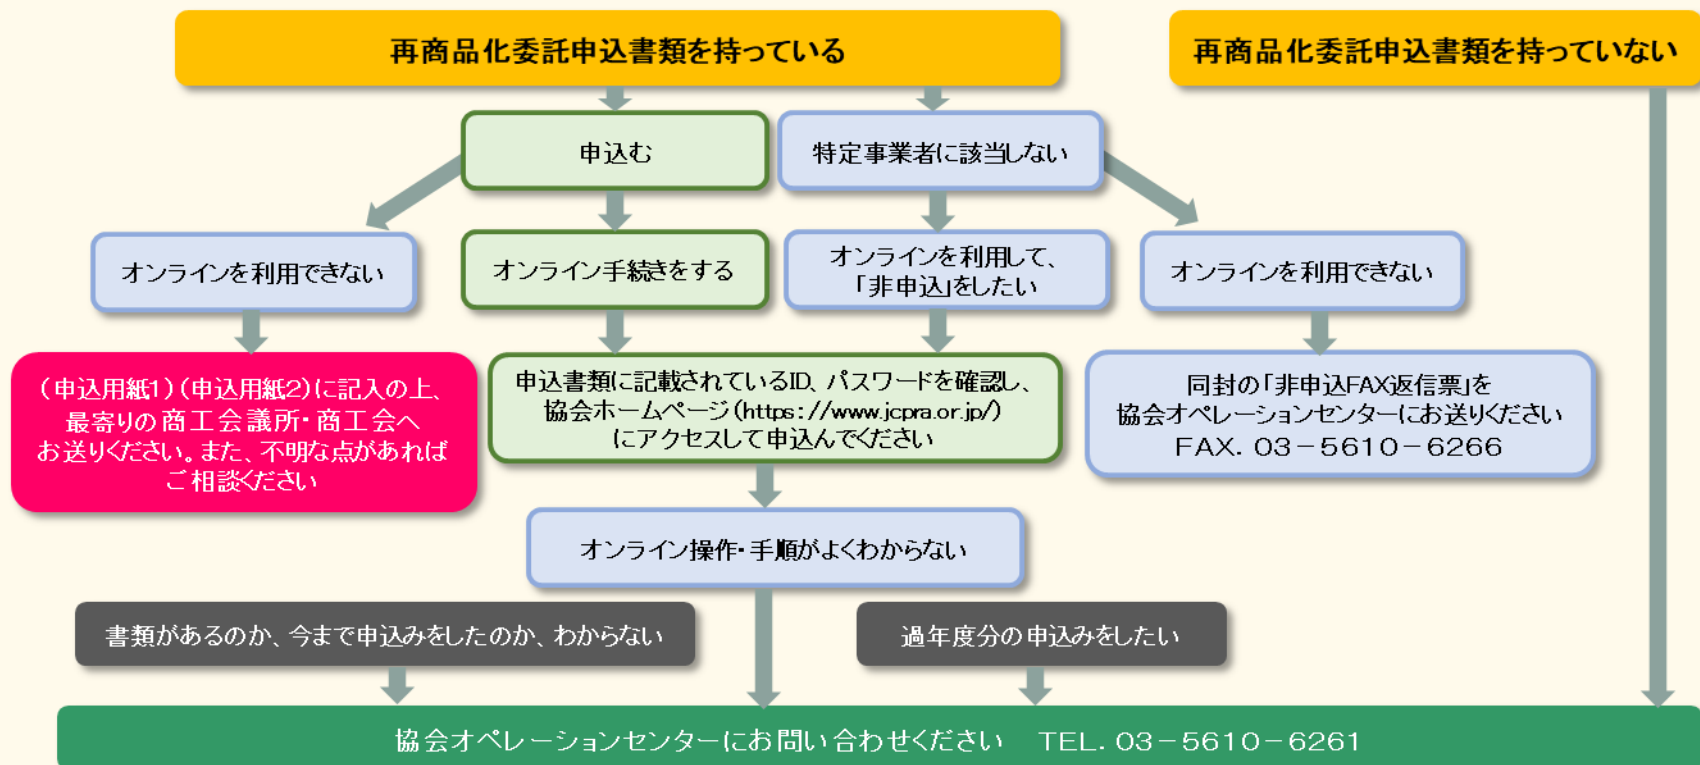 再商品化委託申込書類を持っている
再商品化委託申込書類を持っていない
申込む
特定事業者に該当しない
オンラインを利用できない
オンライン手続きをする
オンラインを利用して、
「非申込」をしたい
オンラインを利用できない
（申込用紙1）（申込用紙2）に記入の上、
最寄りの商工会議所・商工会へ
お送りください。また、不明な点があれば
ご相談ください
申込書類に記載されているID、パスワードを確認し、
協会ホームページ（https：//www.jcpra.or.jp/）
にアクセスして申込んでください
同封の「非申込FAX返信票」を
協会オペレーションセンターにお送りください
FAX．03－5610－6266
オンライン操作・手順がよくわからない
書類があるのか、今まで申込みをしたのか、わからない
過年度分の申込みをしたい
協会オペレーションセンターにお問い合わせください　TEL．03－5610－6261